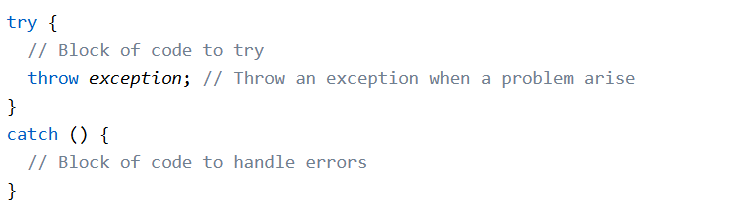 try {
  // Block of code to try
  throw exception; // Throw an exception when a problem arise
}
catch () {
  // Block of code to handle errors
}